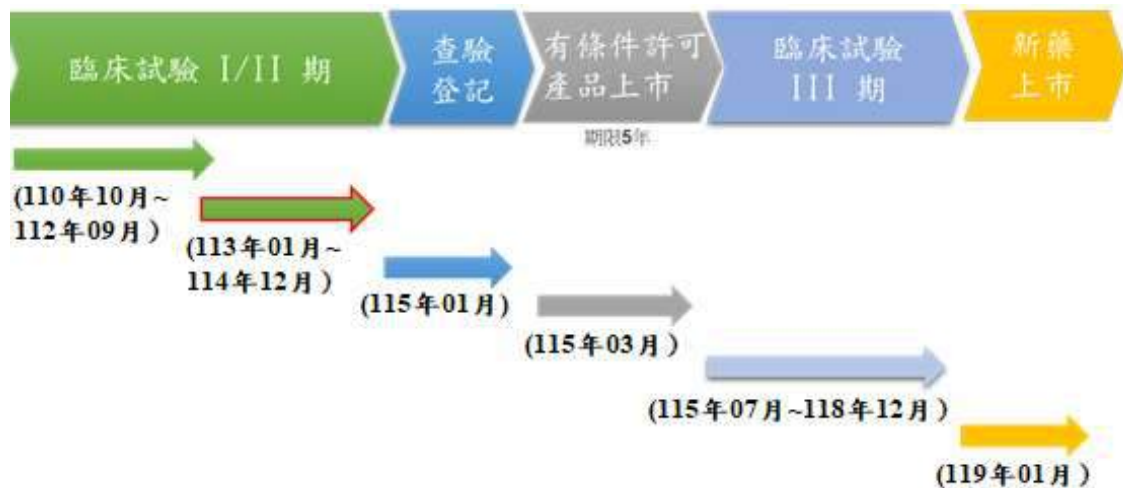 臨床試驗 I/II 期
查驗
登記
有條件許可
產品上市
期限5年
臨床試驗
III 期
新藥
上市
(110年10月~
112年09月)
(113年01月~
114年12月)
(115年01月)
(115年03月)
(115年07月~118年12月)
(119年01月)